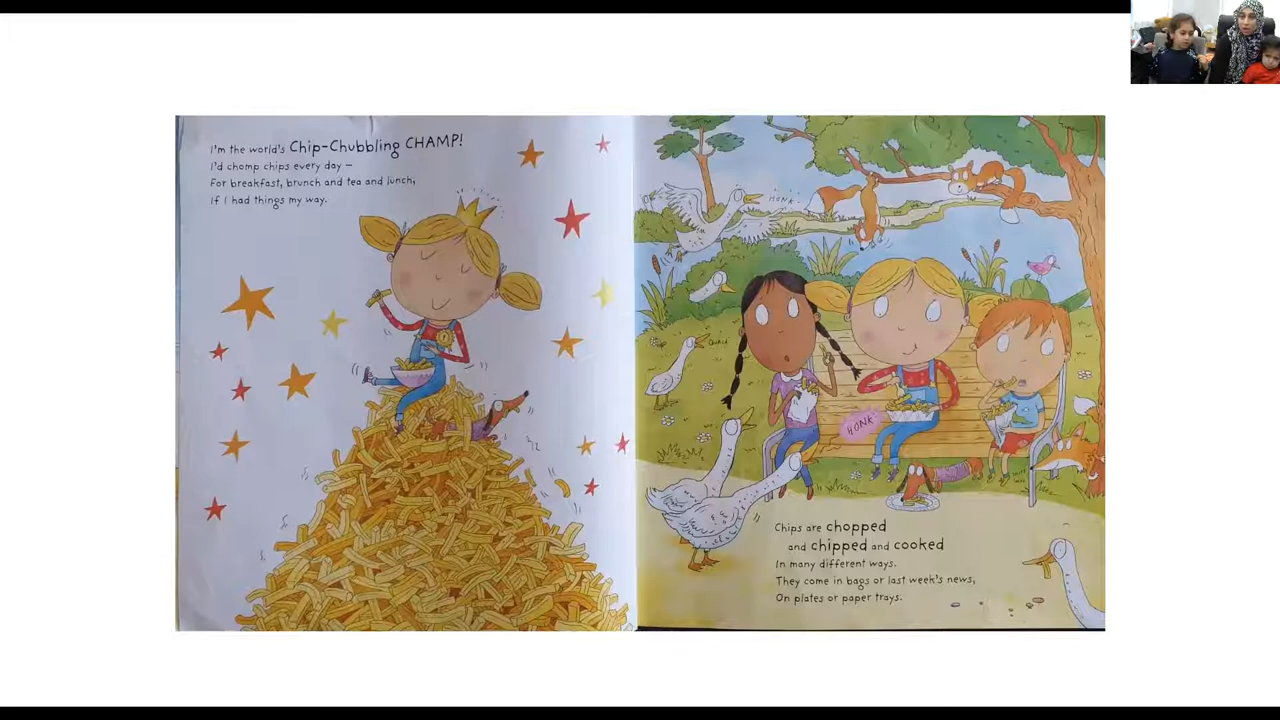 I'm the world's Chip-Chubbling CHAMP!
I'd chomp chips every day –
For breakfast, brunch and tea and lunch,
If I had things my way.
HONK
Quack
HONK
Chips are chopped
and chipped and cooked
In many different ways.
They come in bags or last week's news,
On plates or paper trays.